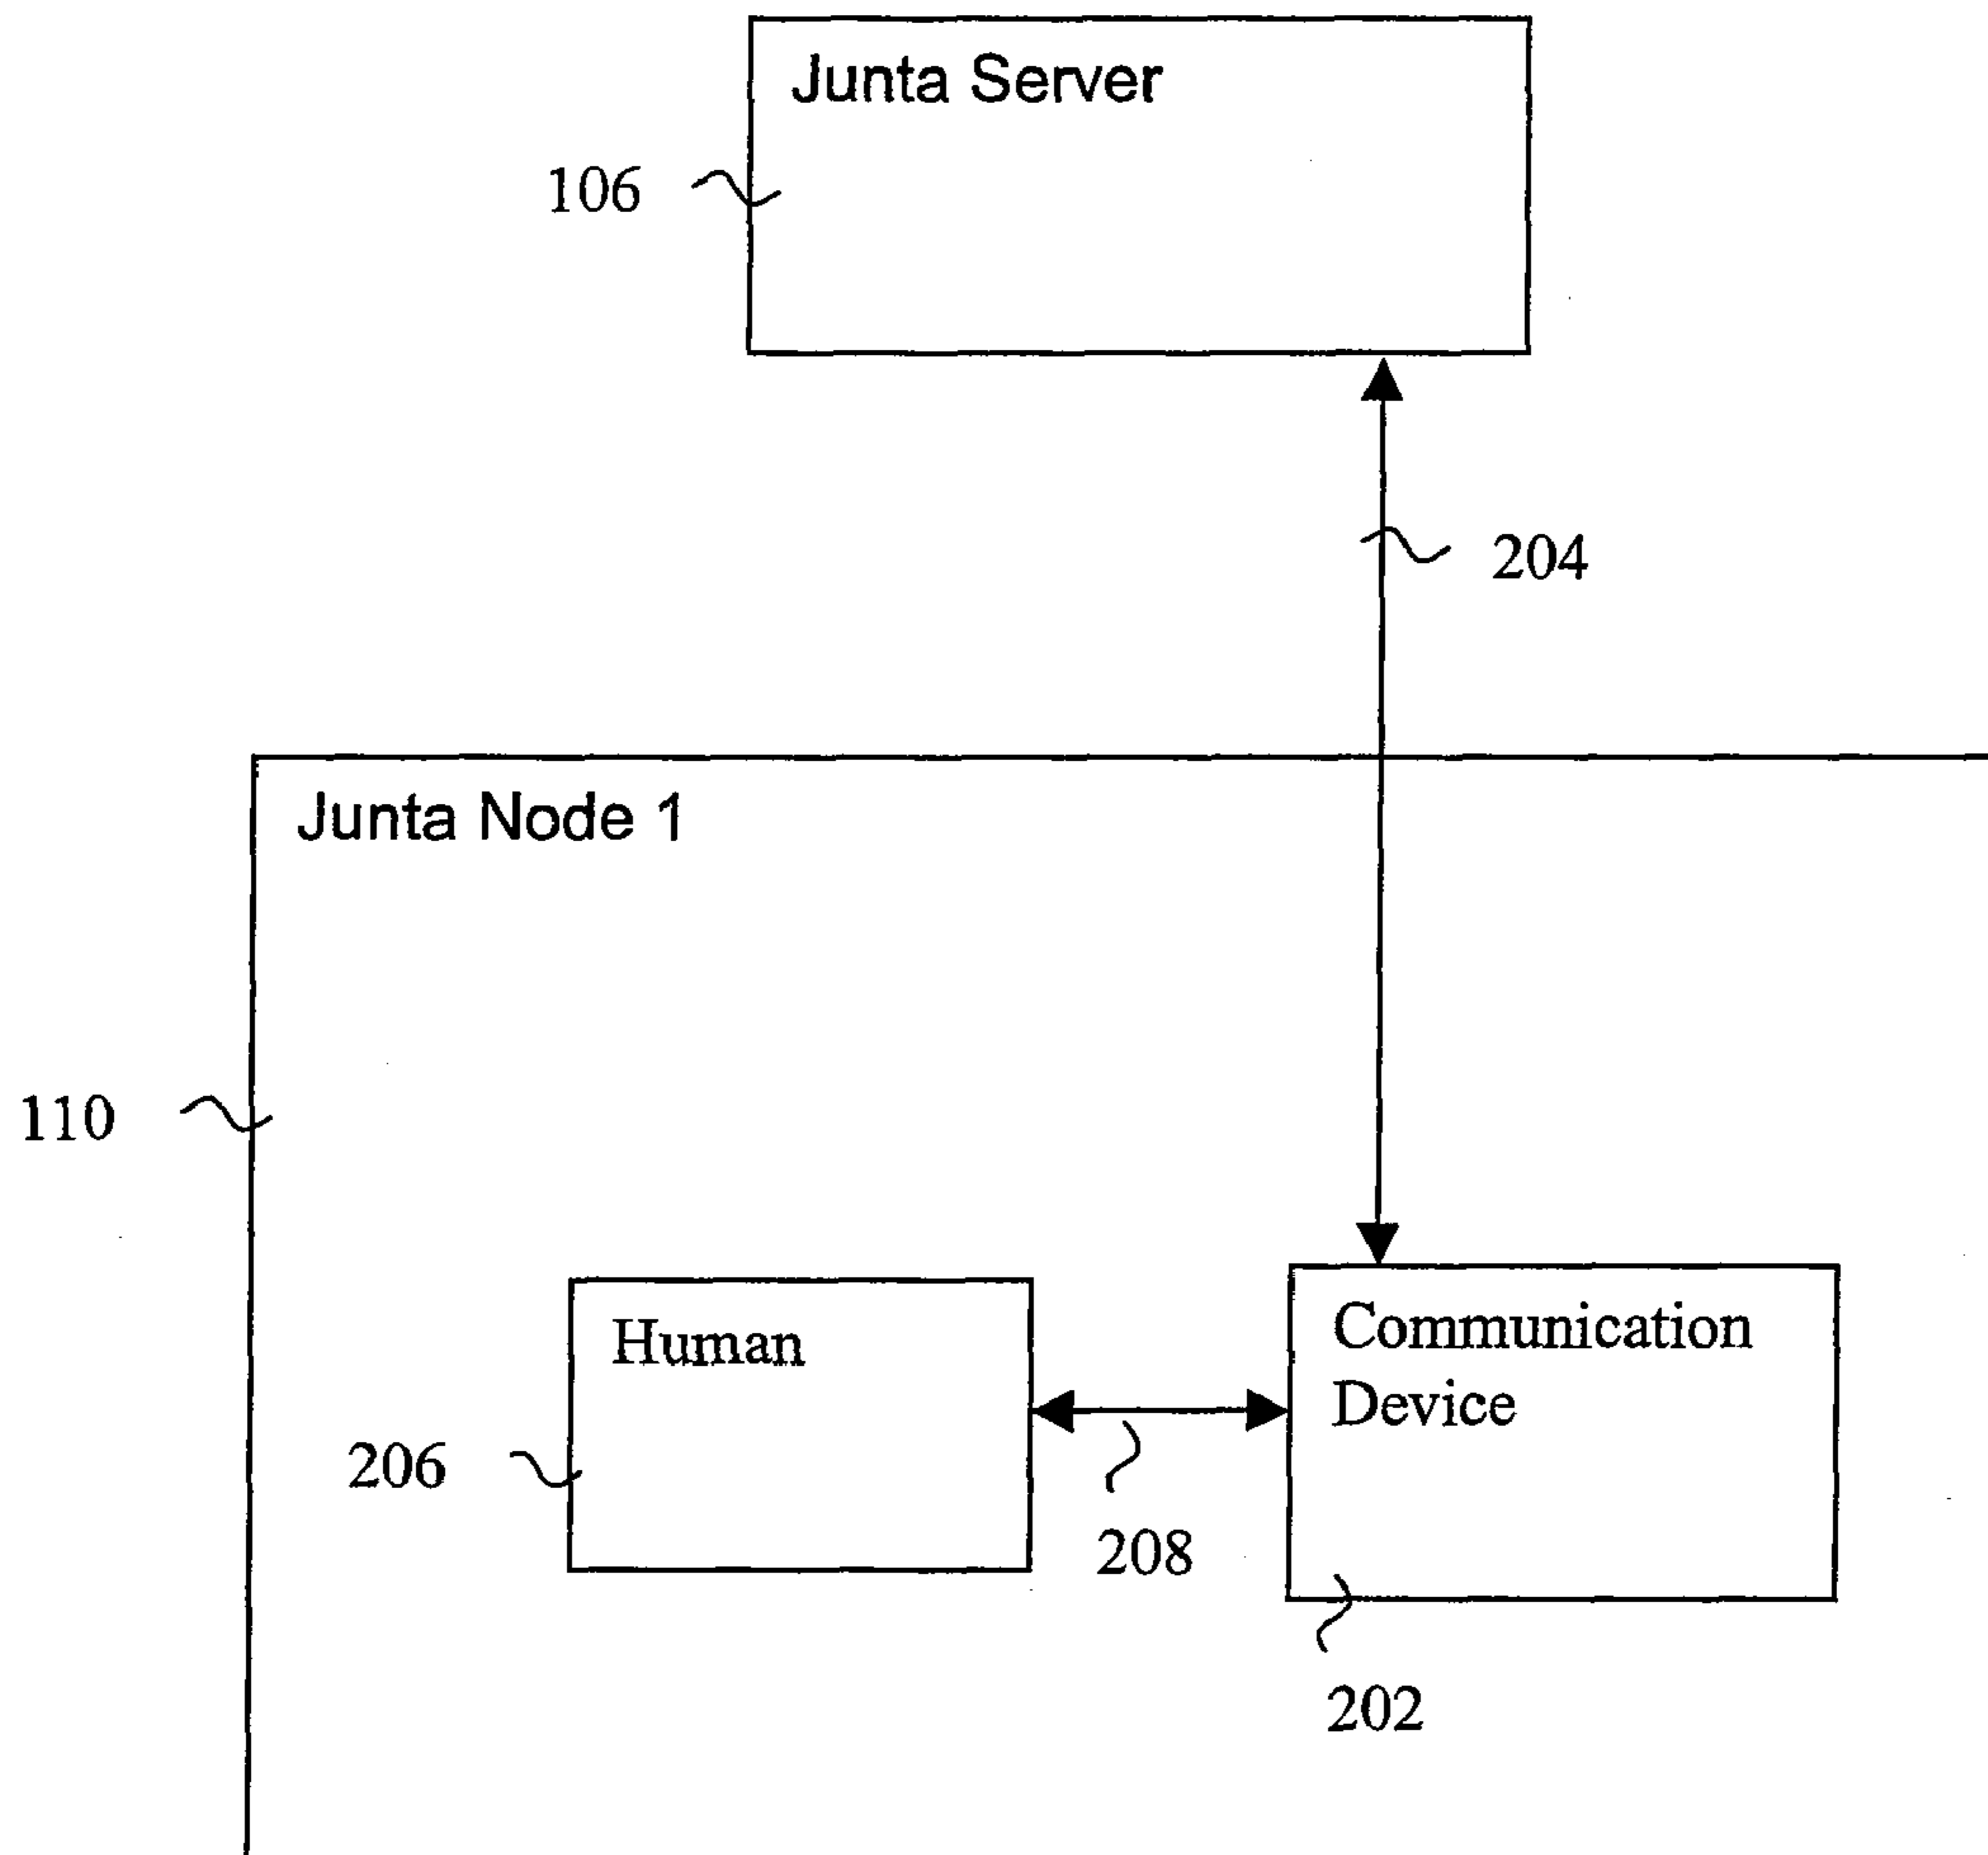 Junta Server
106
204
Junta Node 1
110
Human
Communication
Device
206
208
202